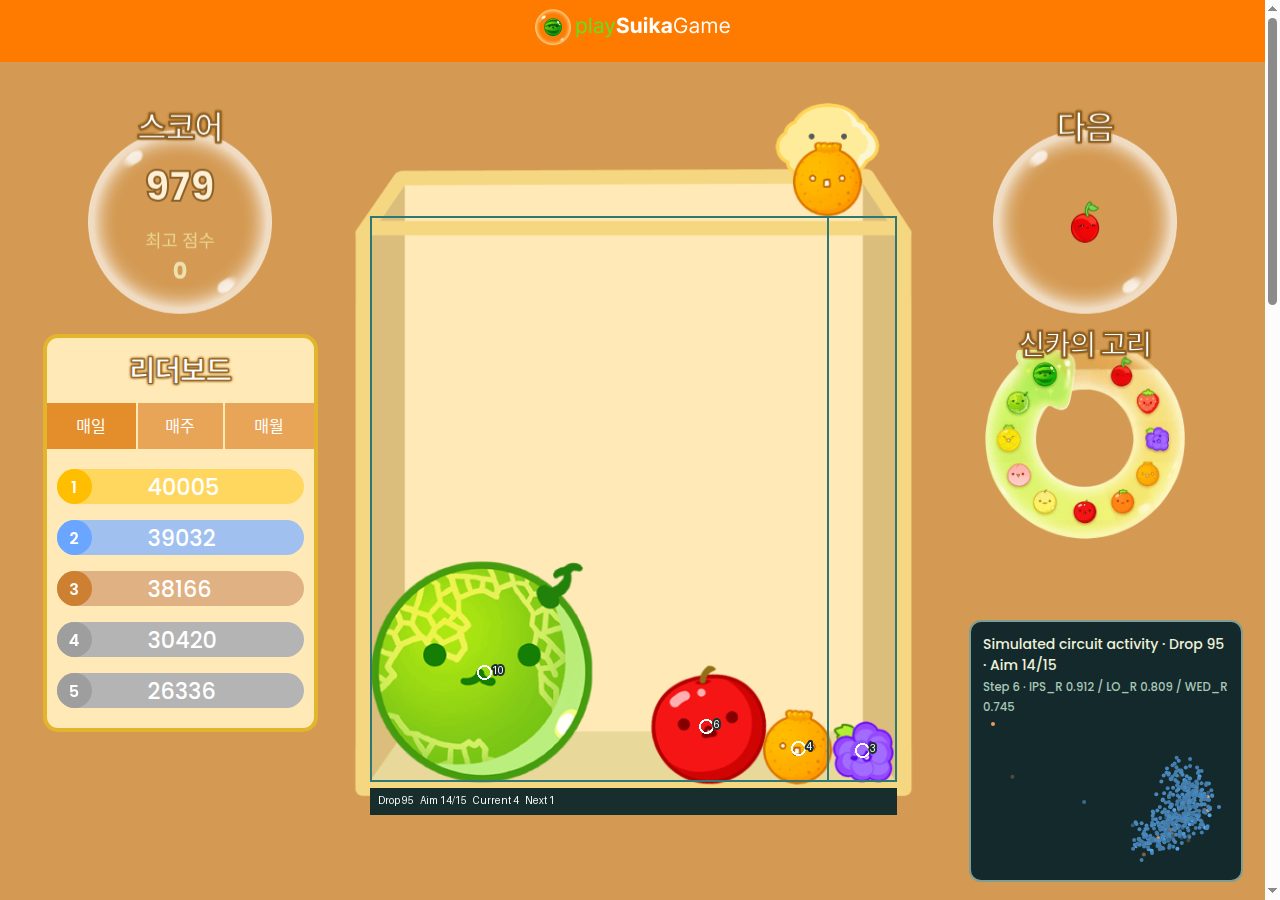 playSuikaGame
스코어
979
최고 점수
0
다음
리더보드
매일 매주 매월
1 40005
2 39032
3 38166
4 30420
5 26336
신카의 고리
10
6
4
3
Drop95 Aim 14/15 Current 4 Next 1
Simulated circuit activity · Drop 95
· Aim 14/15
Step 6 · IPS_R 0.912 / LO_R 0.809 / WED_R
0.745